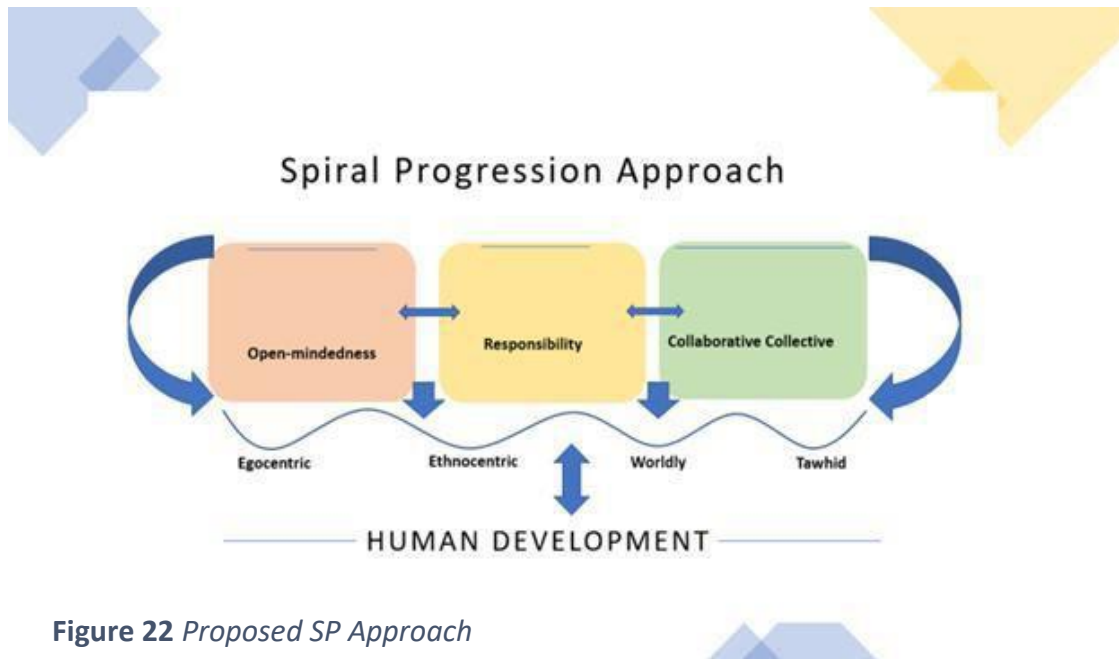 Spiral Progression Approach
Open-mindedness
Responsibility
Collaborative Collective
Egocentric
Ethnocentric
Worldly
Tawhid
HUMAN DEVELOPMENT
Figure 22 Proposed SP Approach